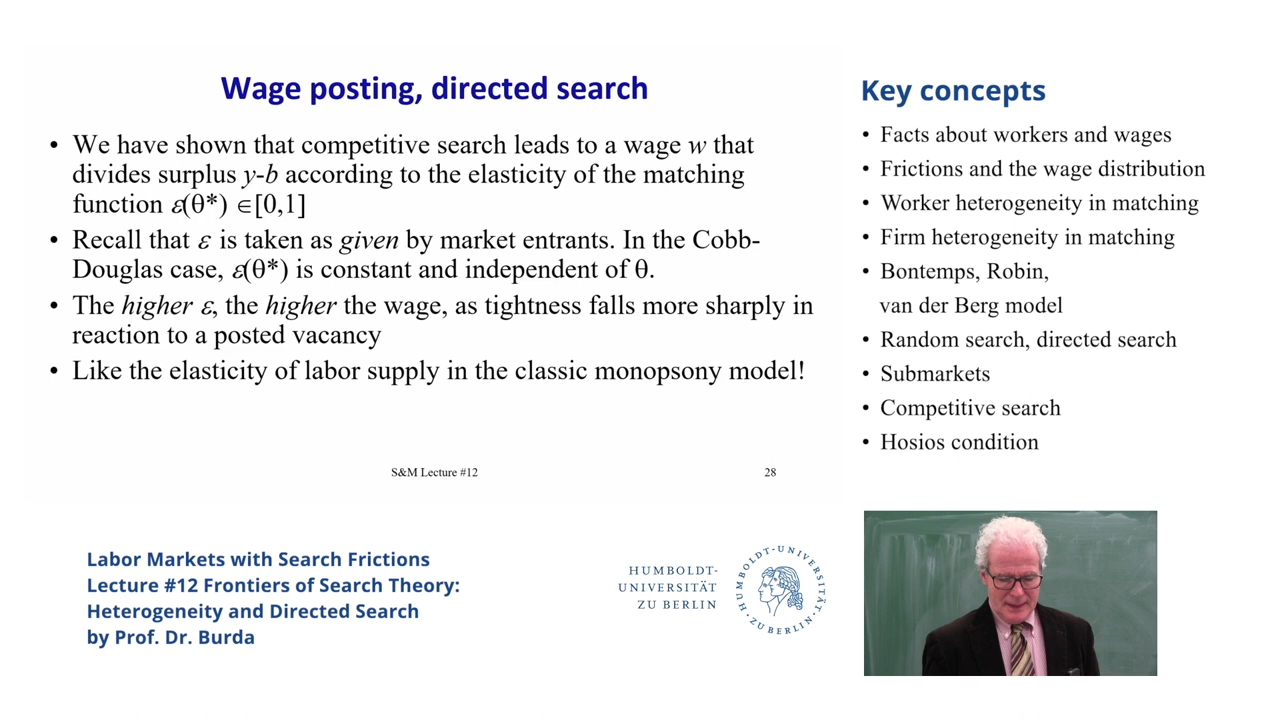 Wage posting, directed search
• We have shown that competitive search leads to a wage w that
divides surplus y-b according to the elasticity of the matching
function ε(θ*) ∈[0,1]
• Recall that ε is taken as given by market entrants. In the Cobb-
Douglas case, ε(θ*) is constant and independent of θ.
• The higher ε, the higher the wage, as tightness falls more sharply in
reaction to a posted vacancy
• Like the elasticity of labor supply in the classic monopsony model!
S&M Lecture #12
28
Key concepts
• Facts about workers and wages
• Frictions and the wage distribution
• Worker heterogeneity in matching
• Firm heterogeneity in matching
• Bontemps, Robin,
van der Berg model
• Random search, directed search
• Submarkets
• Competitive search
• Hosios condition
Labor Markets with Search Frictions
Lecture #12 Frontiers of Search Theory:
Heterogeneity and Directed Search
by Prof. Dr. Burda
HUMBOLDT-
UNIVERSITÄT
ZU BERLIN
HUMBOLDT-UNIVERSITÄT
· ZU BERLIN ·